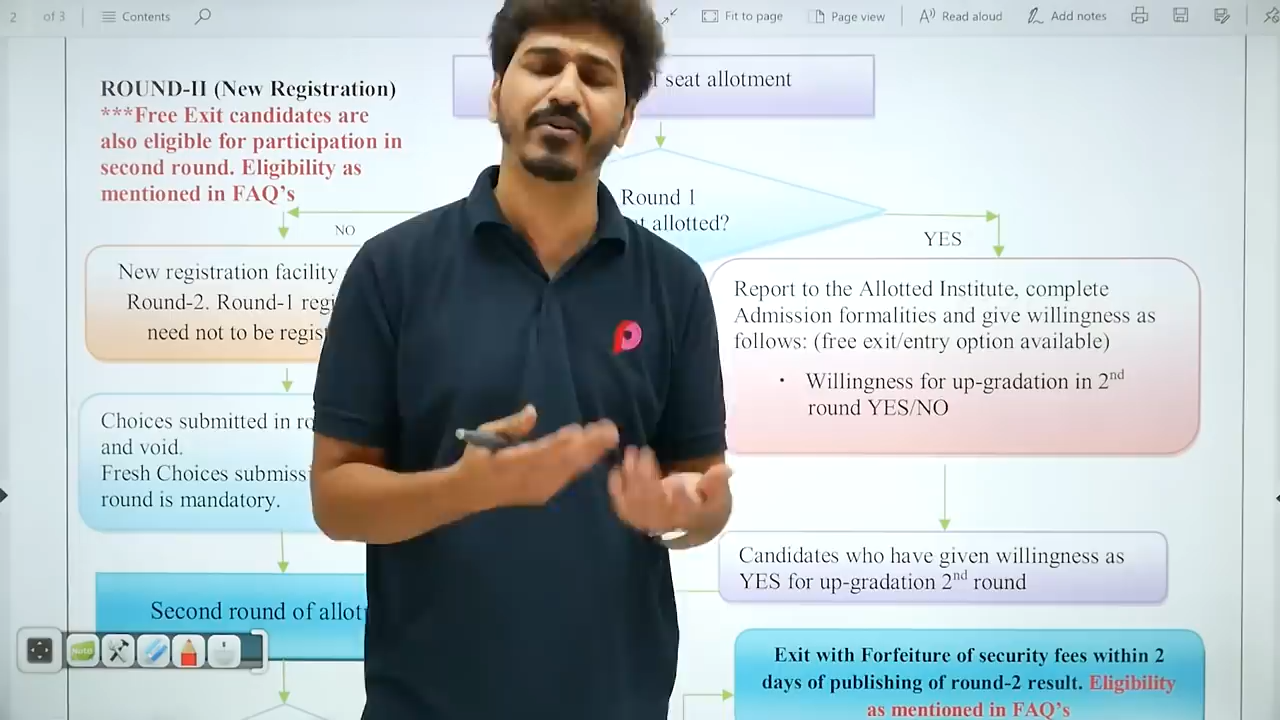 2 of 3 Contents Fit to page Page view Read aloud Add notes
seat allotment
ROUND-II (New Registration)
***Free Exit candidates are
also eligible for participation in
second round. Eligibility as
mentioned in FAQ's
Round 1
allotted?
NO
YES
New registration facility
Round-2. Round-1
need not to be
Report to the Allotted Institute, complete
Admission formalities and give willingness as
follows: (free exit/entry option available)
· Willingness for up-gradation in 2nd
round YES/NO
Choices submitted in
and void.
Fresh Choices
round is mandatory.
Candidates who have given willingness as
YES for up-gradation 2nd round
Second round of
Note
Exit with Forfeiture of security fees within 2
days of publishing of round-2 result. Eligibility
as mentioned in FAQ's